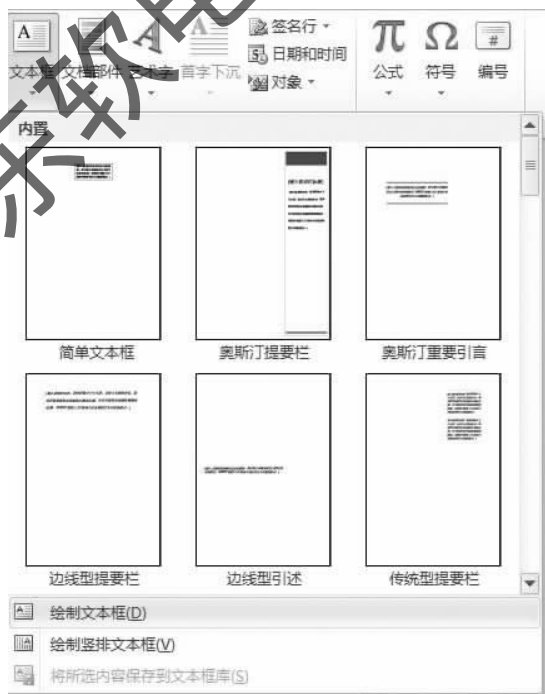 签名行
日期和时间
文本框 文档部件 艺术字 首字下沉
对象
公式 符号 编号
内置
简单文本框 奥斯汀提要栏 奥斯汀重要引言
边线型提要栏 边线型引述 传统型提要栏
绘制文本框(D)
绘制竖排文本框(V)
将所选内容保存到文本框库(S)